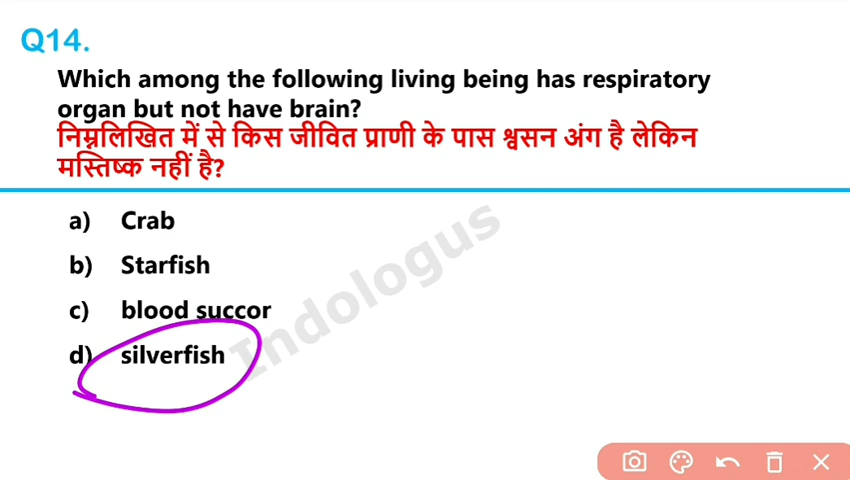 Q14.
Which among the following living being has respiratory
organ but not have brain?
निम्नलिखित में से किस जीवित प्राणी के पास श्वसन अंग है लेकिन
मस्तिष्क नहीं है?
a) Crab
b) Starfish
c) blood succor
d) silverfish
Indologus